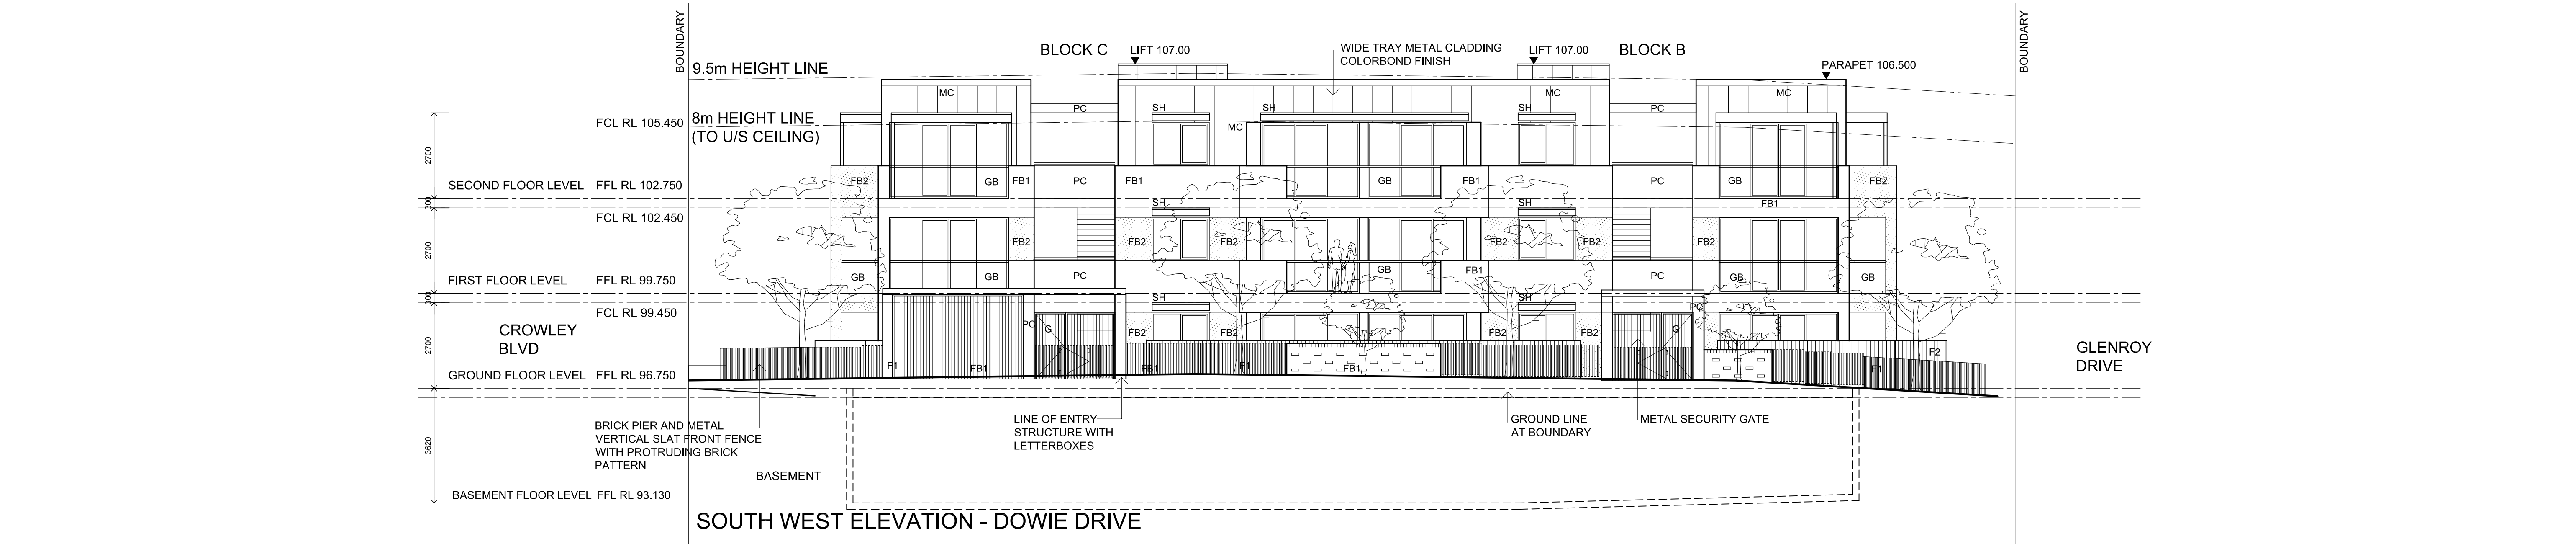 BOUNDARY
BOUNDARY
BLOCK C
LIFT 107.00
WIDE TRAY METAL CLADDING
COLORBOND FINISH
LIFT 107.00
BLOCK B
PARAPET 106.500
9.5m HEIGHT LINE
MC
MC
MC
PC
SH
SH
SH
PC
FCL RL 105.450
8m HEIGHT LINE
(TO U/S CEILING)
MC
2700
SECOND FLOOR LEVEL FFL RL 102.750
FB2
GB
FB1
PC
FB1
GB
FB1
PC
GB
FB2
300
SH
SH
FB1
FCL RL 102.450
2700
FB2
FB2
FB2
FB2
FB2
FB2
FIRST FLOOR LEVEL FFL RL 99.750
GB
GB
PC
GB
FB1
PC
GB
GB
300
SH
SH
PC
FCL RL 99.450
CROWLEY
BLVD
2700
PC
G
FB2
FB2
FB2
FB2
G
GLENROY
DRIVE
F2
GROUND FLOOR LEVEL FFL RL 96.750
F1
FB1
FB1
F1
FB1
F1
BRICK PIER AND METAL
VERTICAL SLAT FRONT FENCE
WITH PROTRUDING BRICK
PATTERN
LINE OF ENTRY
STRUCTURE WITH
LETTERBOXES
GROUND LINE
AT BOUNDARY
METAL SECURITY GATE
3620
BASEMENT
BASEMENT FLOOR LEVEL FFL RL 93.130
SOUTH WEST ELEVATION - DOWIE DRIVE